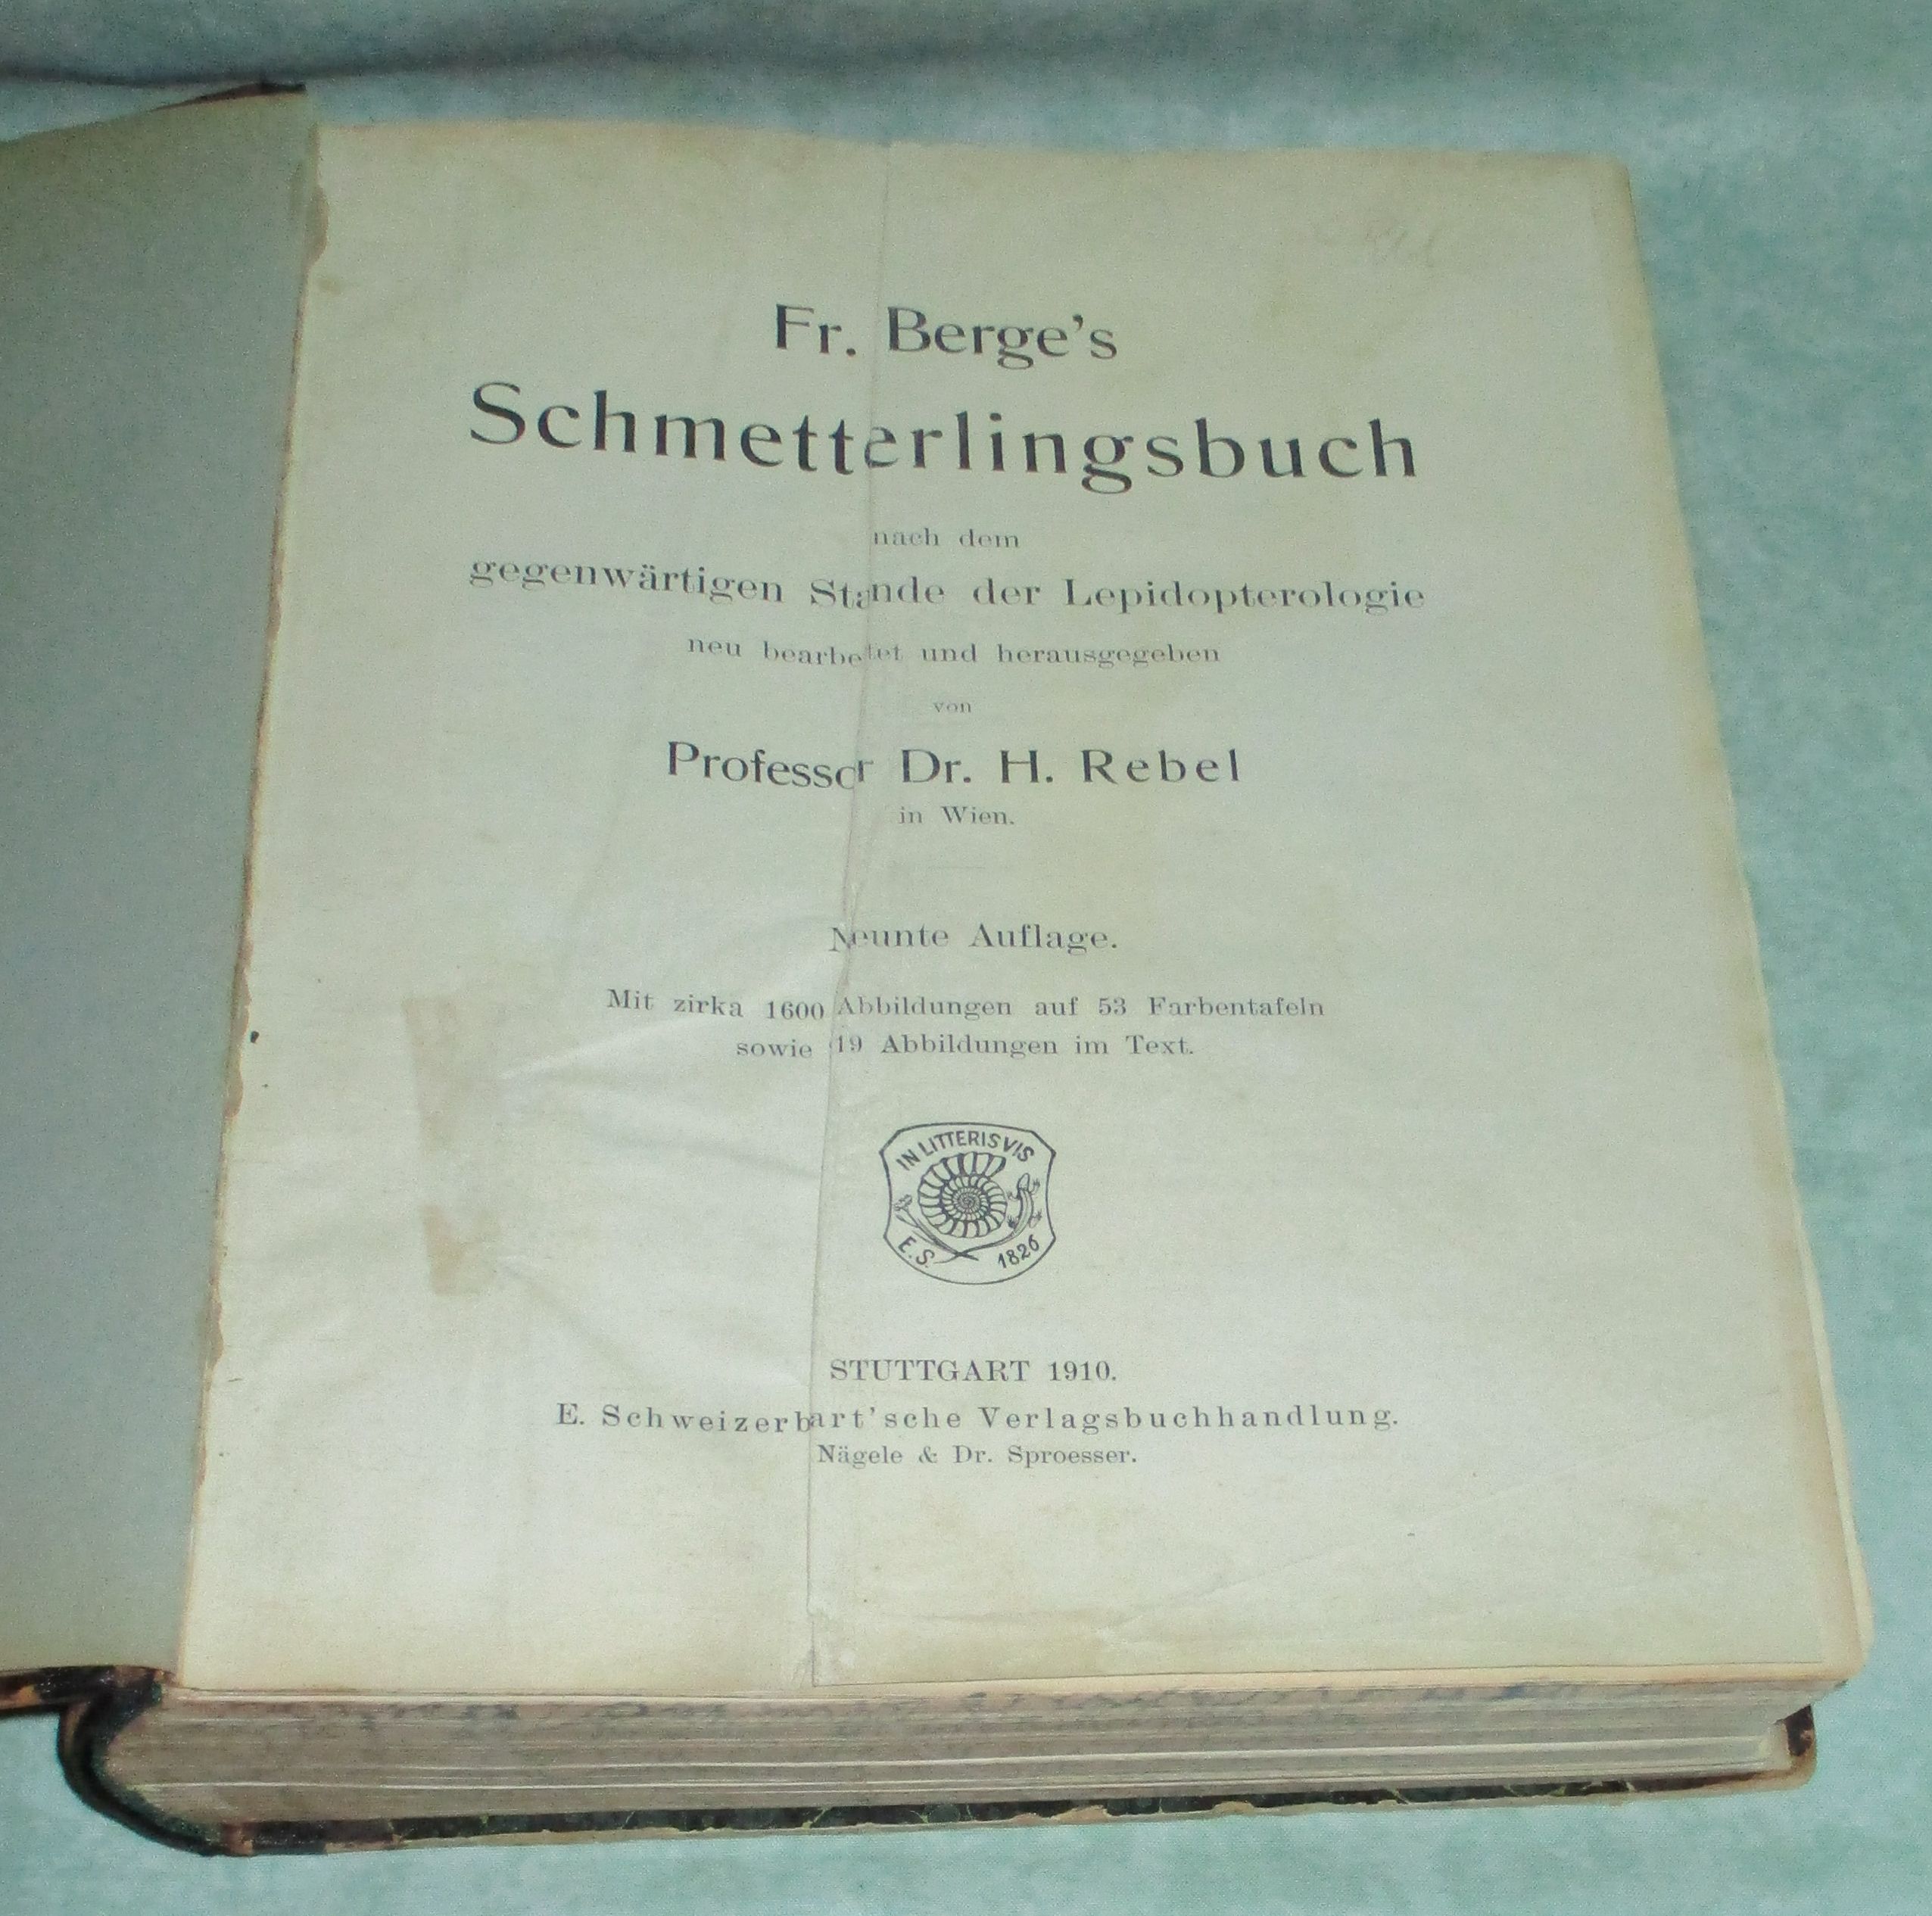 Fr. Berge's
Schmetterlingsbuch
nach dem
gegenwärtigen Stande der Lepidopterologie
neu bearbeitet und herausgegeben
von
Professor Dr. H. Rebel
in Wien.
Neunte Auflage.
Mit zirka 1600 Abbildungen auf 53 Farbentafeln
sowie 19 Abbildungen im Text.
IN LITTERIS VIS
E. S. 1826
STUTTGART 1910.
E. Schweizerbart'sche Verlagsbuchhandlung.
Nägele & Dr. Sproesser.